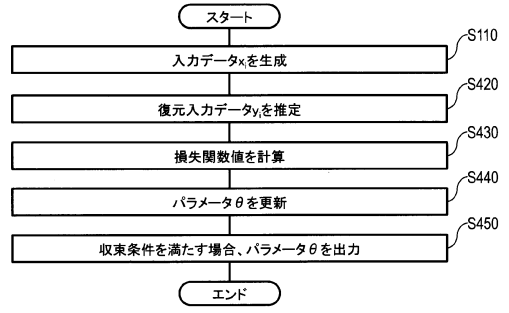 スタート
S110
入力データxiを生成
S420
復元入力データyiを推定
S430
損失関数値を計算
S440
パラメータθを更新
S450
収束条件を満たす場合、パラメータθを出力
エンド